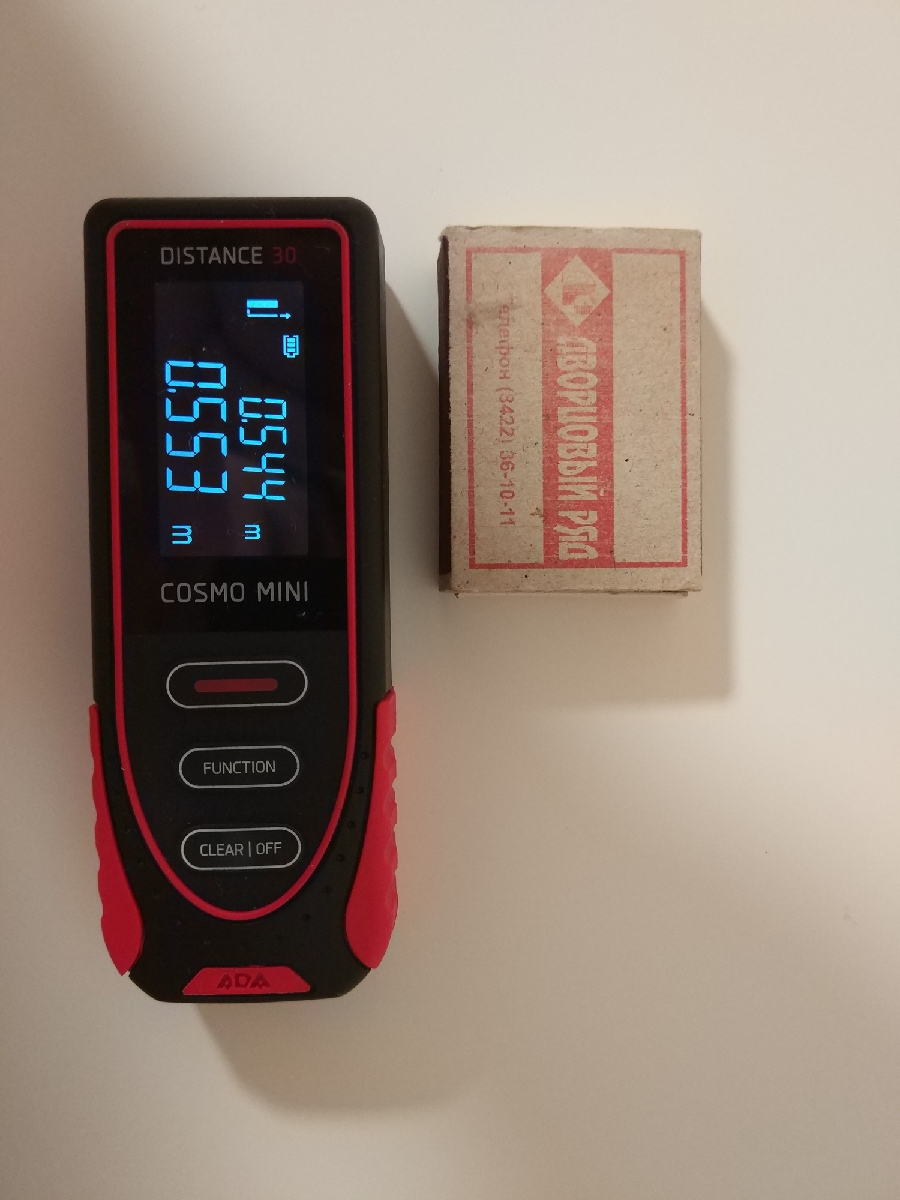 DISTANCE 30
0.544 m
0.553 m
COSMO MINI
FUNCTION
CLEAR | OFF
ADA
ДВОРЦОВЫЙ РЯД
Телефон (3422) 36-10-11